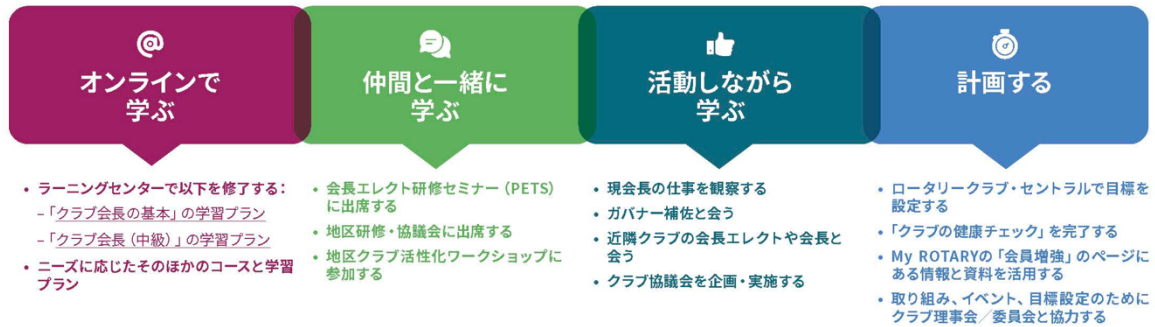 オンラインで
学ぶ
• ラーニングセンターで以下を修了する：
–「クラブ会長の基本」の学習プラン
–「クラブ会長（中級）」の学習プラン
• ニーズに応じたそのほかのコースと学習
プラン
仲間と一緒に
学ぶ
• 会長エレクト研修セミナー（PETS）
に出席する
• 地区研修・協議会に出席する
• 地区クラブ活性化ワークショップに
参加する
活動しながら
学ぶ
• 現会長の仕事を観察する
• ガバナー補佐と会う
• 近隣クラブの会長エレクトや会長と
会う
• クラブ協議会を企画・実施する
計画する
• ロータリークラブ・セントラルで目標を
設定する
•「クラブの健康チェック」を完了する
• My ROTARYの「会員増強」のページに
ある情報と資料を活用する
• 取り組み、イベント、目標設定のために
クラブ理事会／委員会と協力する